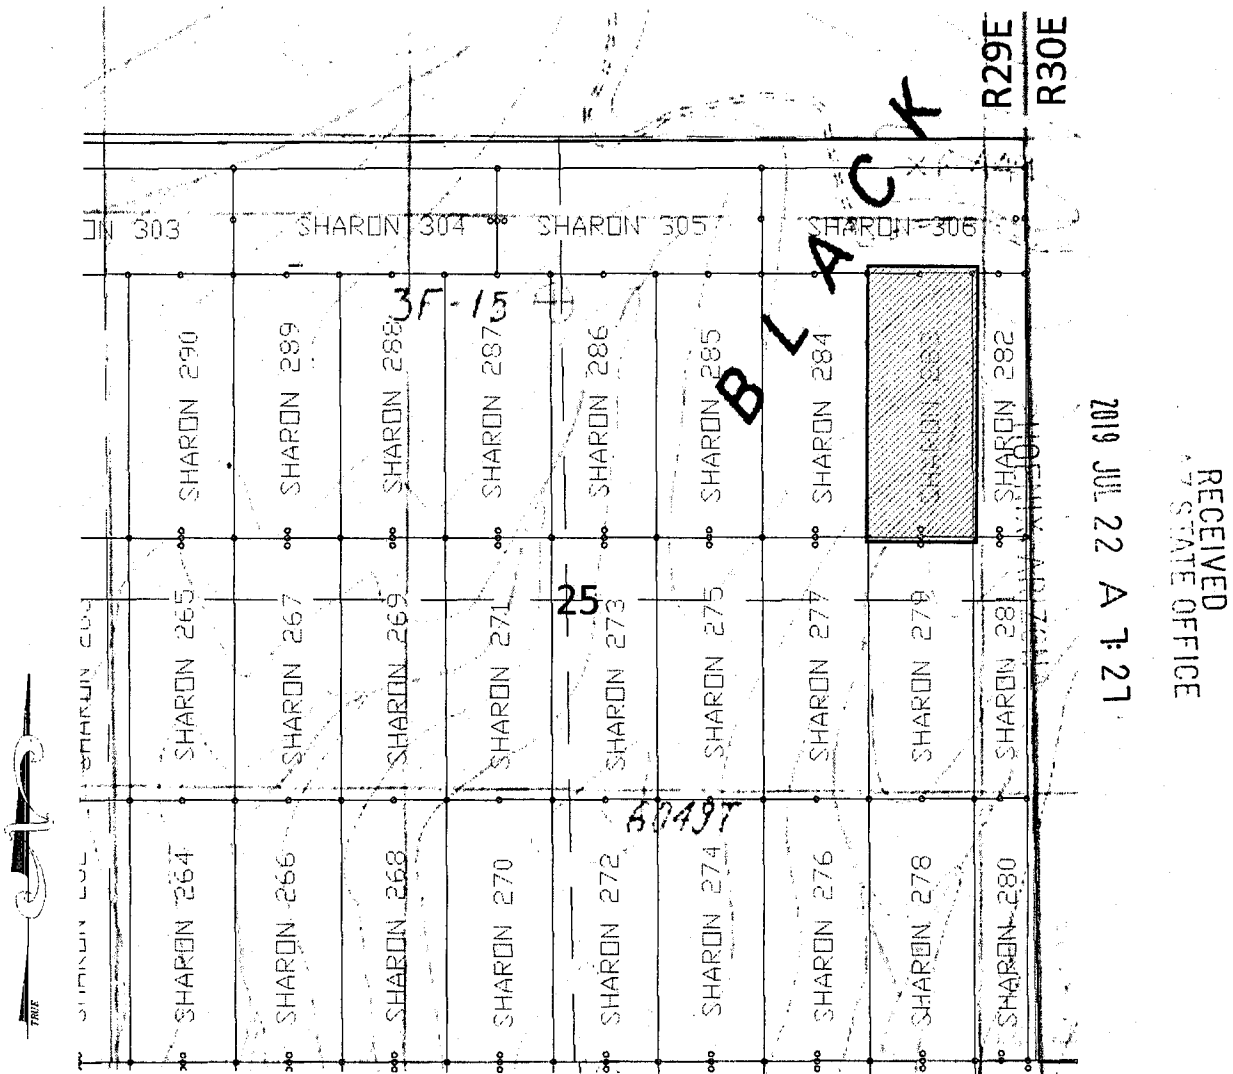 R29E
R30E
BLACK
SHARON 304
SHARON 305
SHARON 306
303
3F-15
SHARON 290
SHARON 289
SHARON 288
SHARON 287
SHARON 286
SHARON 285
SHARON 284
SHARON 282
25
SHARON 265
SHARON 267
SHARON 269
SHARON 271
SHARON 273
SHARON 275
SHARON 277
SHARON 279
SHARON 281
6049T
SHARON 264
SHARON 266
SHARON 268
SHARON 270
SHARON 272
SHARON 274
SHARON 276
SHARON 278
SHARON 280
TRUE
RECEIVED
STATE OFFICE
2019 JUL 22 A 7:27